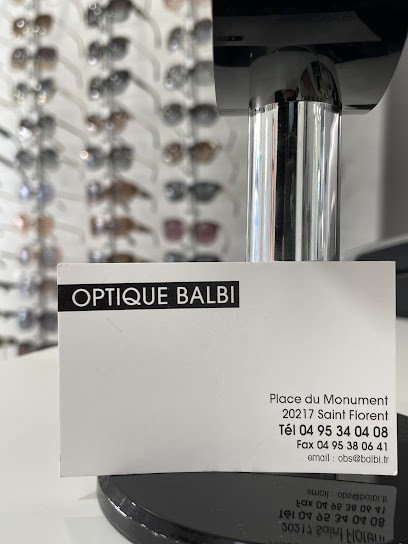 OPTIQUE BALBI
Place du Monument
20217 Saint Florent
Tél 04 95 34 04 08
Fax 04 95 38 06 41
email : obs@balbi.fr